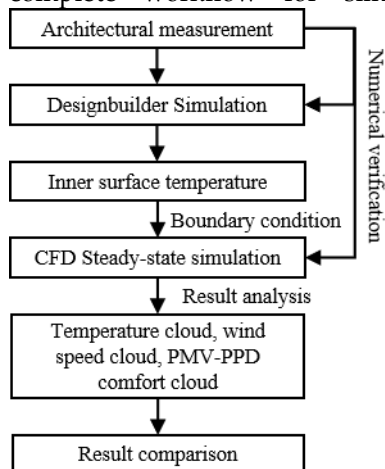 complete workflow for
Architectural measurement
Designbuilder Simulation
Numerical verification
Inner surface temperature
Boundary condition
CFD Steady-state simulation
Result analysis
Temperature cloud, wind
speed cloud, PMV-PPD
comfort cloud
Result comparison